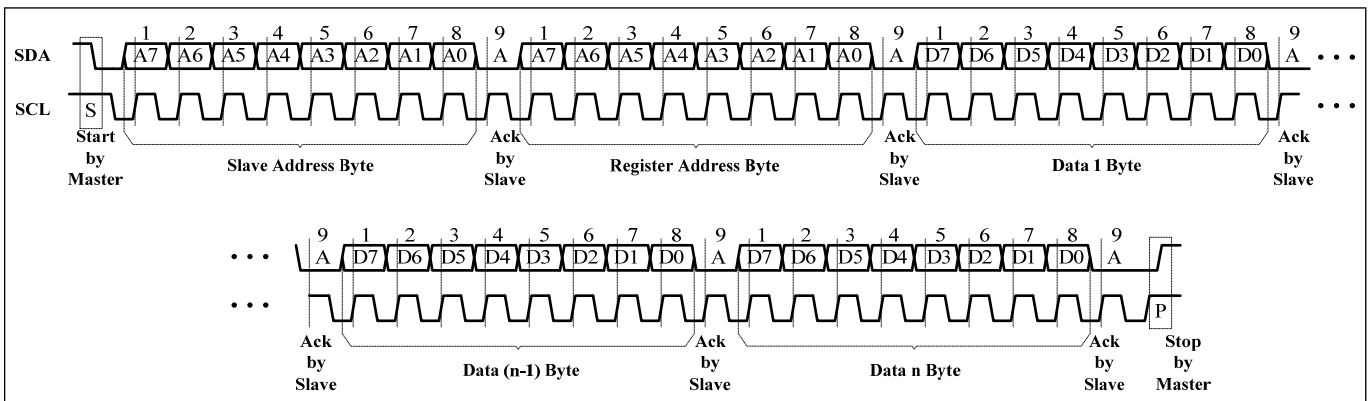 1 2 3 4 5 6 7 8 9 1 2 3 4 5 6 7 8 9 1 2 3 4 5 6 7 8 9
SDA A7 A6 A5 A4 A3 A2 A1 A0 A A7 A6 A5 A4 A3 A2 A1 A0 A D7 D6 D5 D4 D3 D2 D1 D0 A • • •
SCL S • • •
Start by Master
Slave Address Byte
Ack by Slave
Register Address Byte
Ack by Slave
Data 1 Byte
Ack by Slave
9 1 2 3 4 5 6 7 8 9 1 2 3 4 5 6 7 8 9
• • • A D7 D6 D5 D4 D3 D2 D1 D0 A D7 D6 D5 D4 D3 D2 D1 D0 A
• • • P
Ack by Slave
Data (n-1) Byte
Ack by Slave
Data n Byte
Ack by Slave
Stop by Master